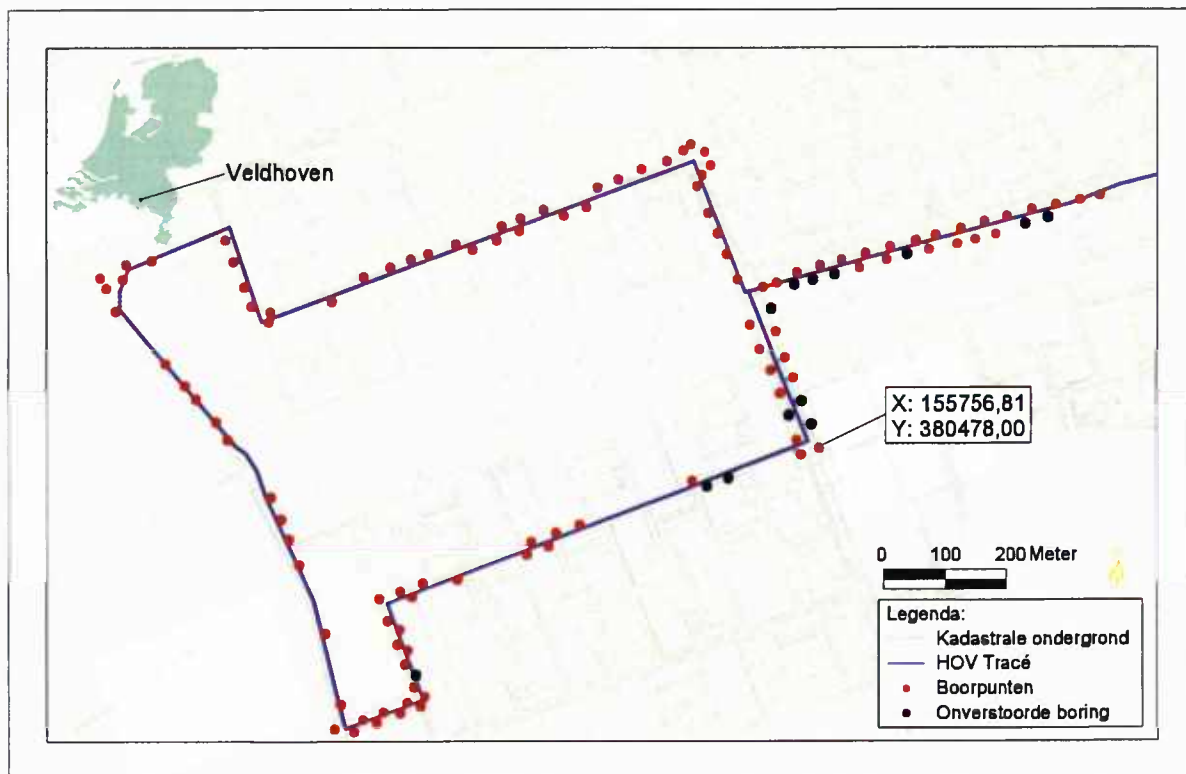 Veldhoven
X: 155756,81
Y: 380478,00
0 100 200 Meter
Legenda:
Kadastrale ondergrond
HOV Tracé
Boorpunten
Onverstoorde boring